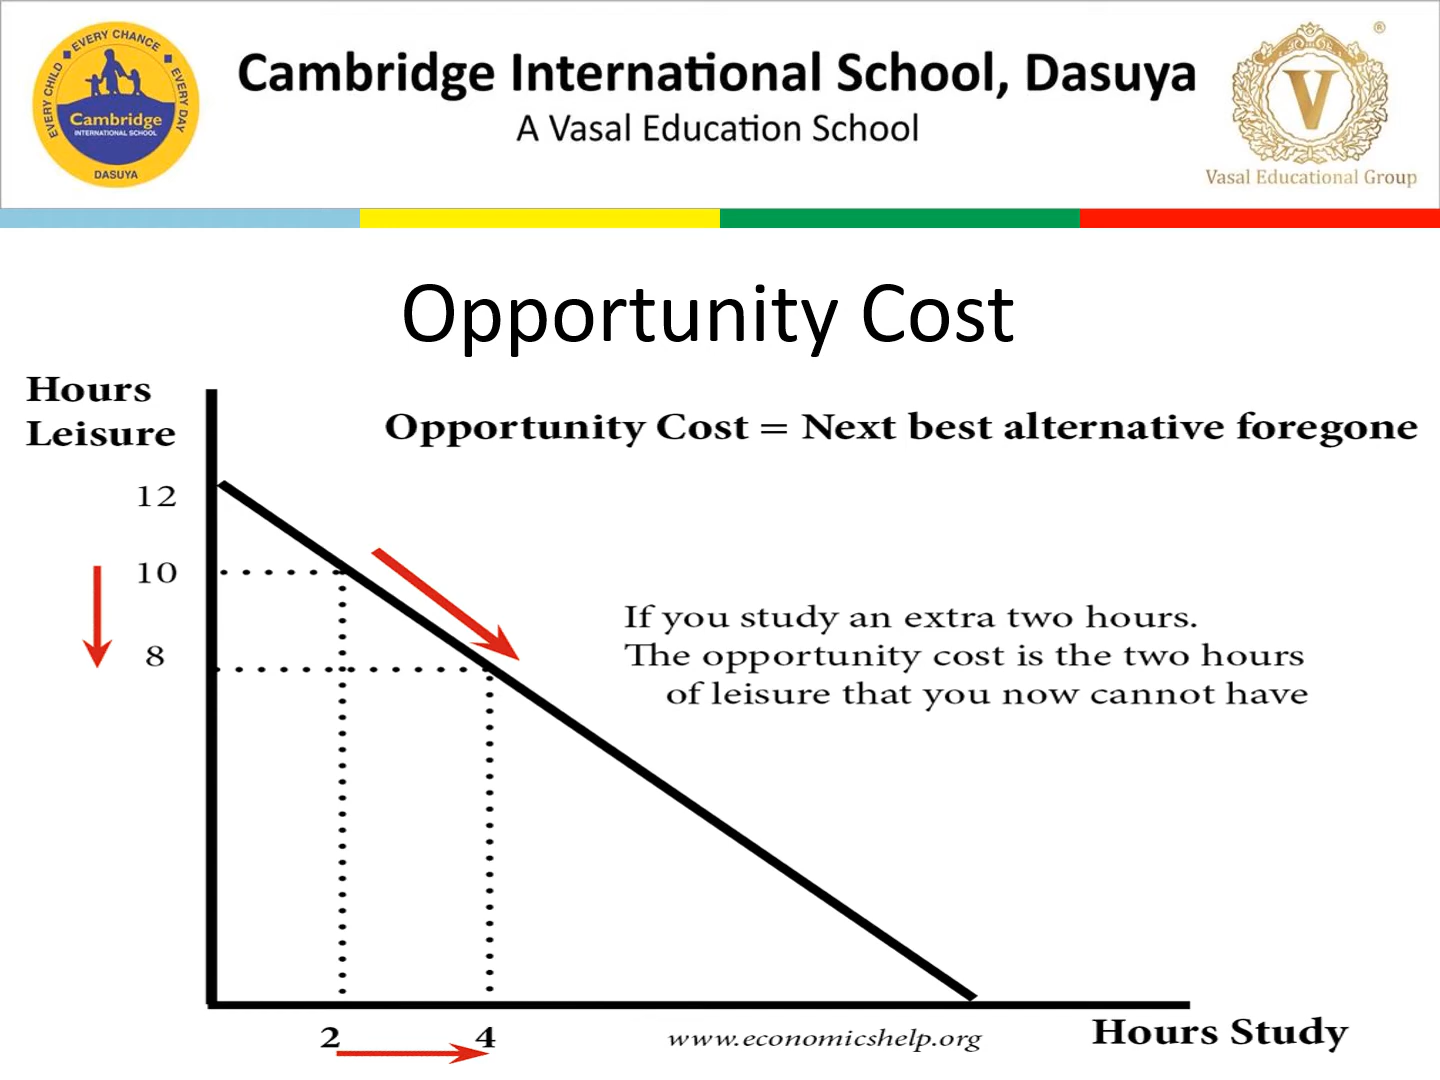 EVERY CHILD ▪ EVERY CHANCE ▪ EVERY DAY
Cambridge
INTERNATIONAL SCHOOL
DASUYA
Cambridge International School, Dasuya
A Vasal Education School
®
V
Vasal Educational Group
Opportunity Cost
Hours
Leisure
Opportunity Cost = Next best alternative foregone
12
10
8
If you study an extra two hours.
The opportunity cost is the two hours
of leisure that you now cannot have
2
4
www.economicshelp.org
Hours Study